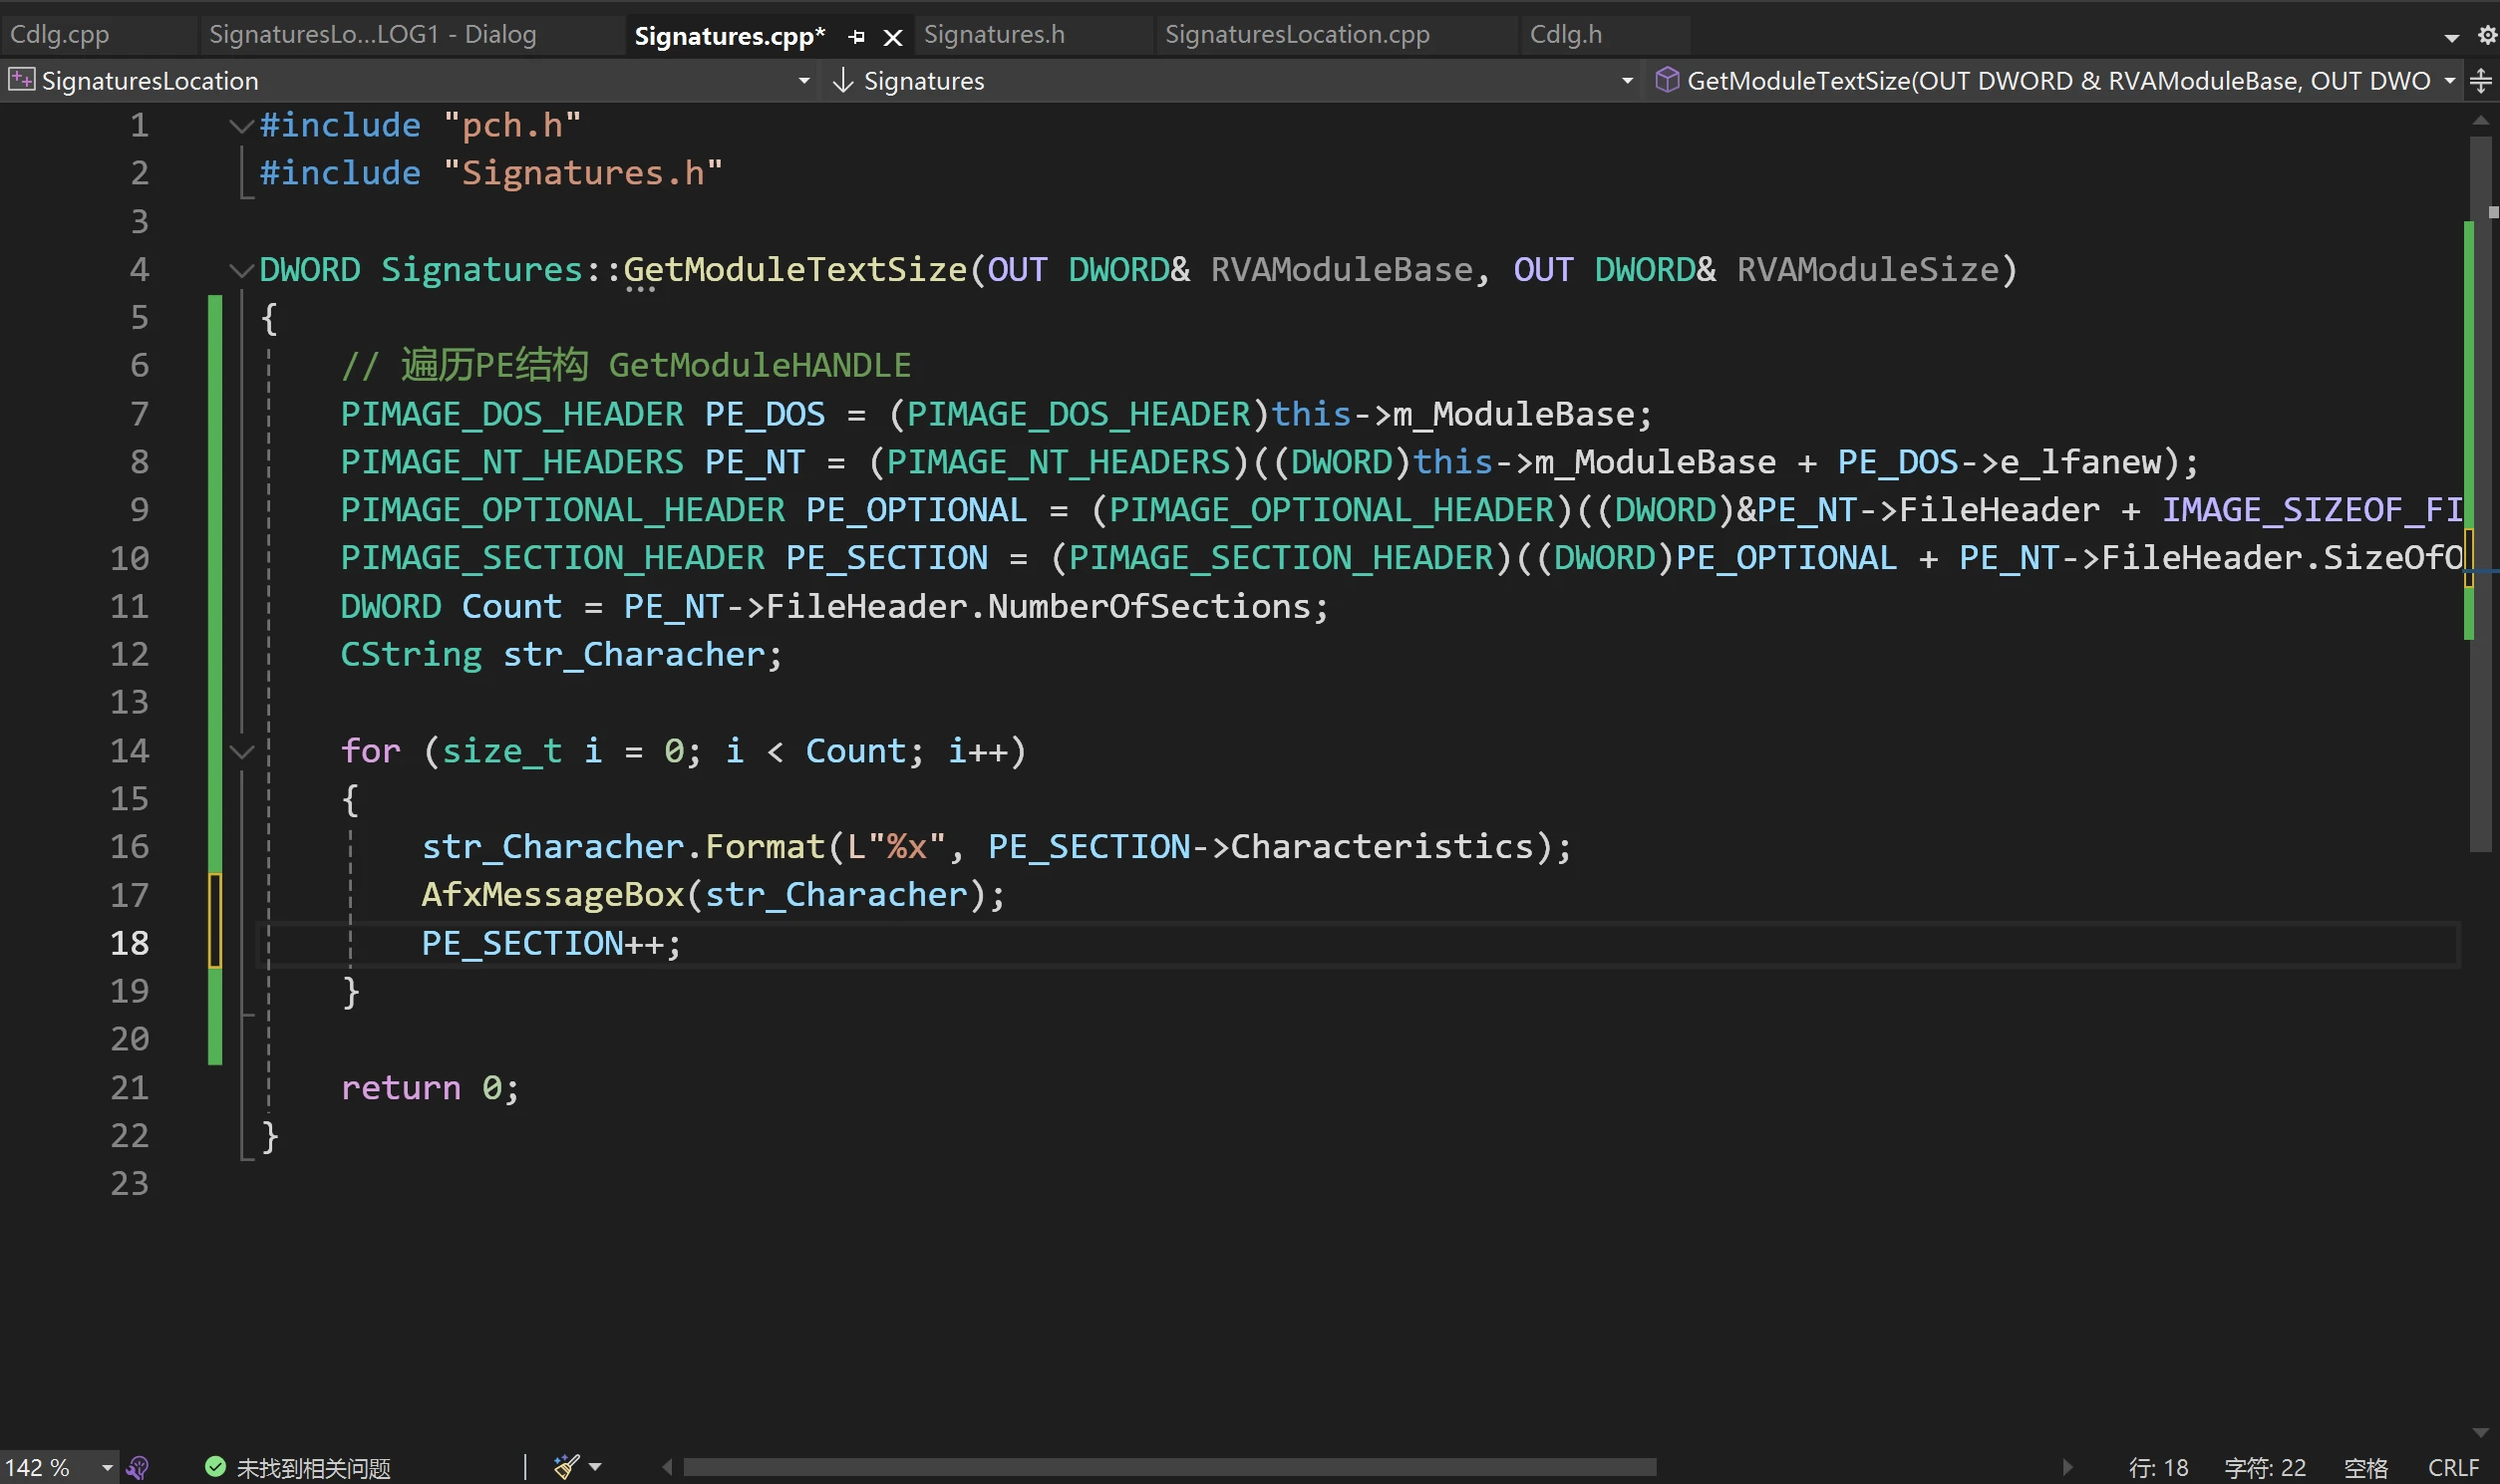 Cdlg.cpp SignaturesLo...LOG1 - Dialog Signatures.cpp* Signatures.h SignaturesLocation.cpp Cdlg.h
SignaturesLocation Signatures GetModuleTextSize(OUT DWORD & RVAModuleBase, OUT DWO
1 #include "pch.h"
2 #include "Signatures.h"
3
4 DWORD Signatures::GetModuleTextSize(OUT DWORD& RVAModuleBase, OUT DWORD& RVAModuleSize)
5 {
6 // 遍历PE结构 GetModuleHANDLE
7 PIMAGE_DOS_HEADER PE_DOS = (PIMAGE_DOS_HEADER)this->m_ModuleBase;
8 PIMAGE_NT_HEADERS PE_NT = (PIMAGE_NT_HEADERS)((DWORD)this->m_ModuleBase + PE_DOS->e_lfanew);
9 PIMAGE_OPTIONAL_HEADER PE_OPTIONAL = (PIMAGE_OPTIONAL_HEADER)((DWORD)&PE_NT->FileHeader + IMAGE_SIZEOF_FI
10 PIMAGE_SECTION_HEADER PE_SECTION = (PIMAGE_SECTION_HEADER)((DWORD)PE_OPTIONAL + PE_NT->FileHeader.SizeOfO
11 DWORD Count = PE_NT->FileHeader.NumberOfSections;
12 CString str_Characher;
13
14 for (size_t i = 0; i < Count; i++)
15 {
16 str_Characher.Format(L"%x", PE_SECTION->Characteristics);
17 AfxMessageBox(str_Characher);
18 PE_SECTION++;
19 }
20
21 return 0;
22 }
23
142 % 未找到相关问题 行: 18 字符: 22 空格 CRLF